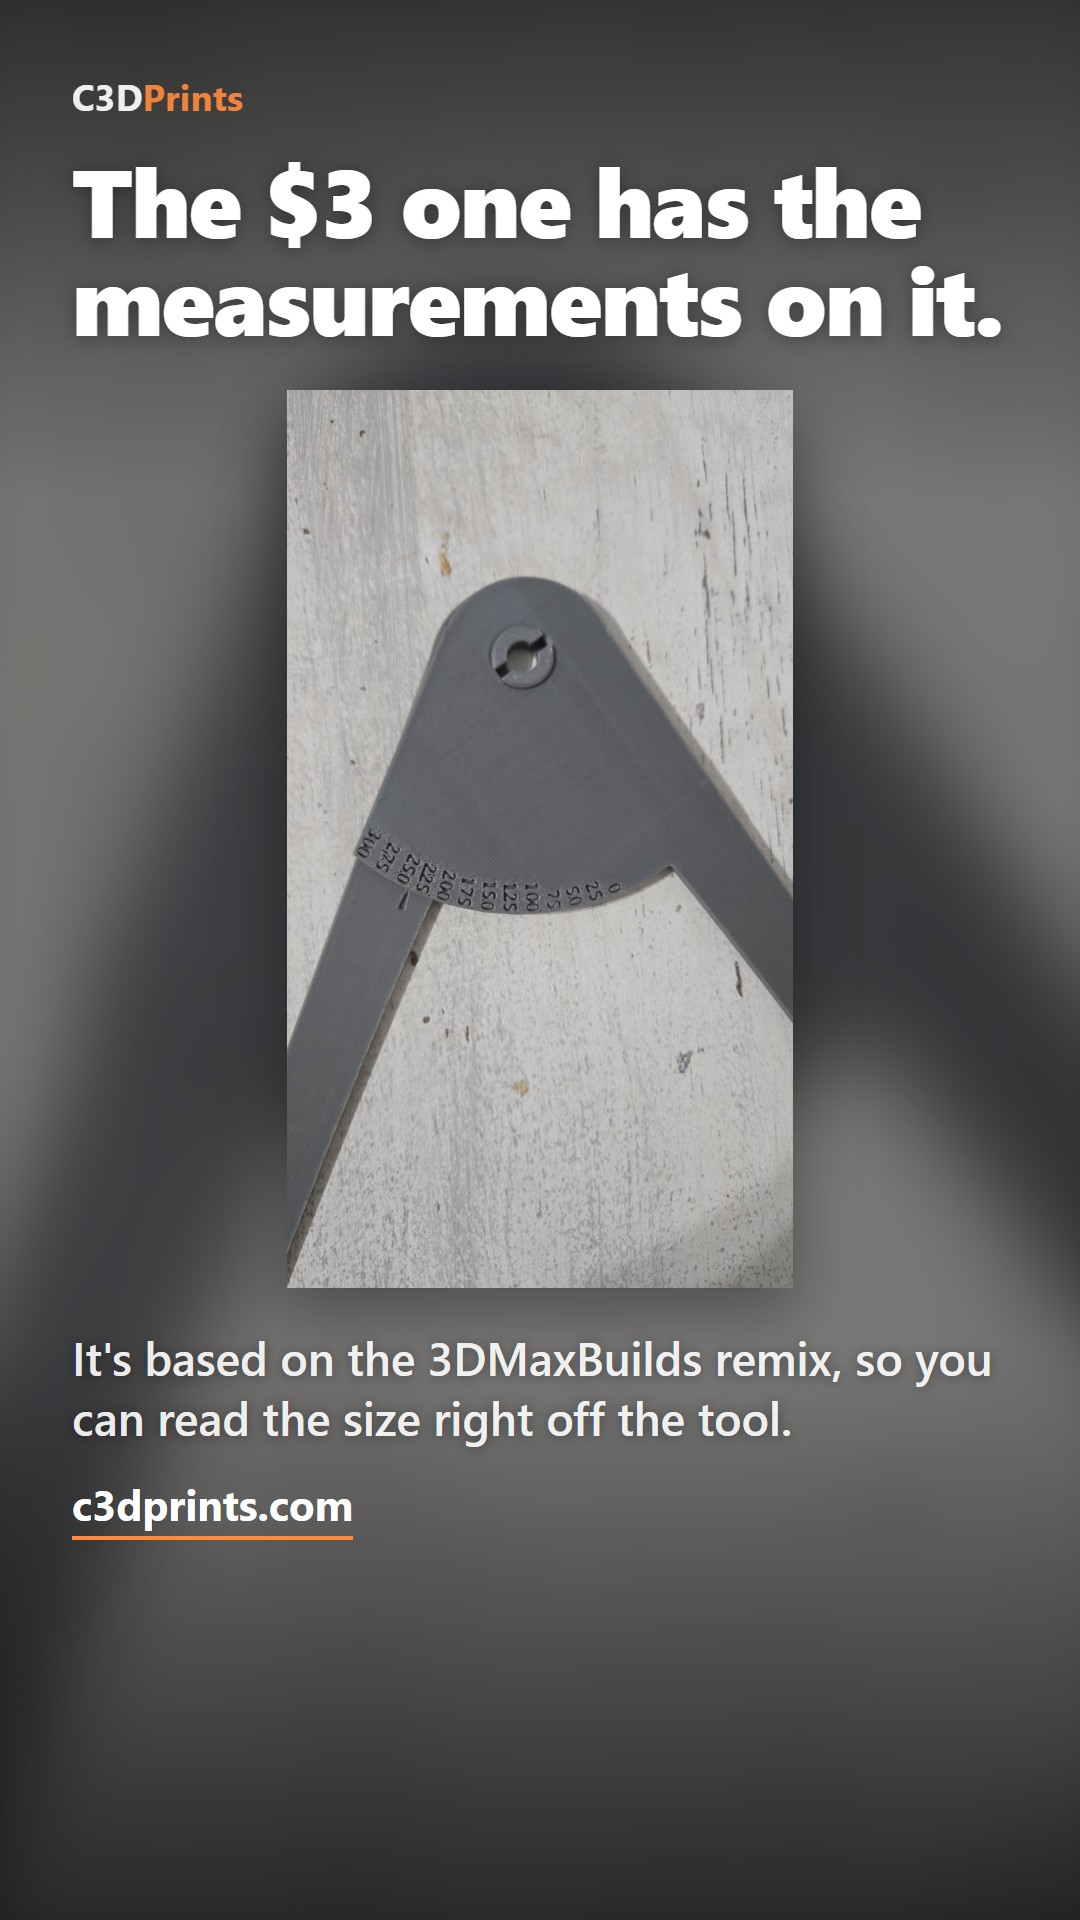 C3DPrints
The $3 one has the
measurements on it.
300 275 250 225 200 175 150 125 100 75 50 25 0
It's based on the 3DMaxBuilds remix, so you
can read the size right off the tool.
c3dprints.com